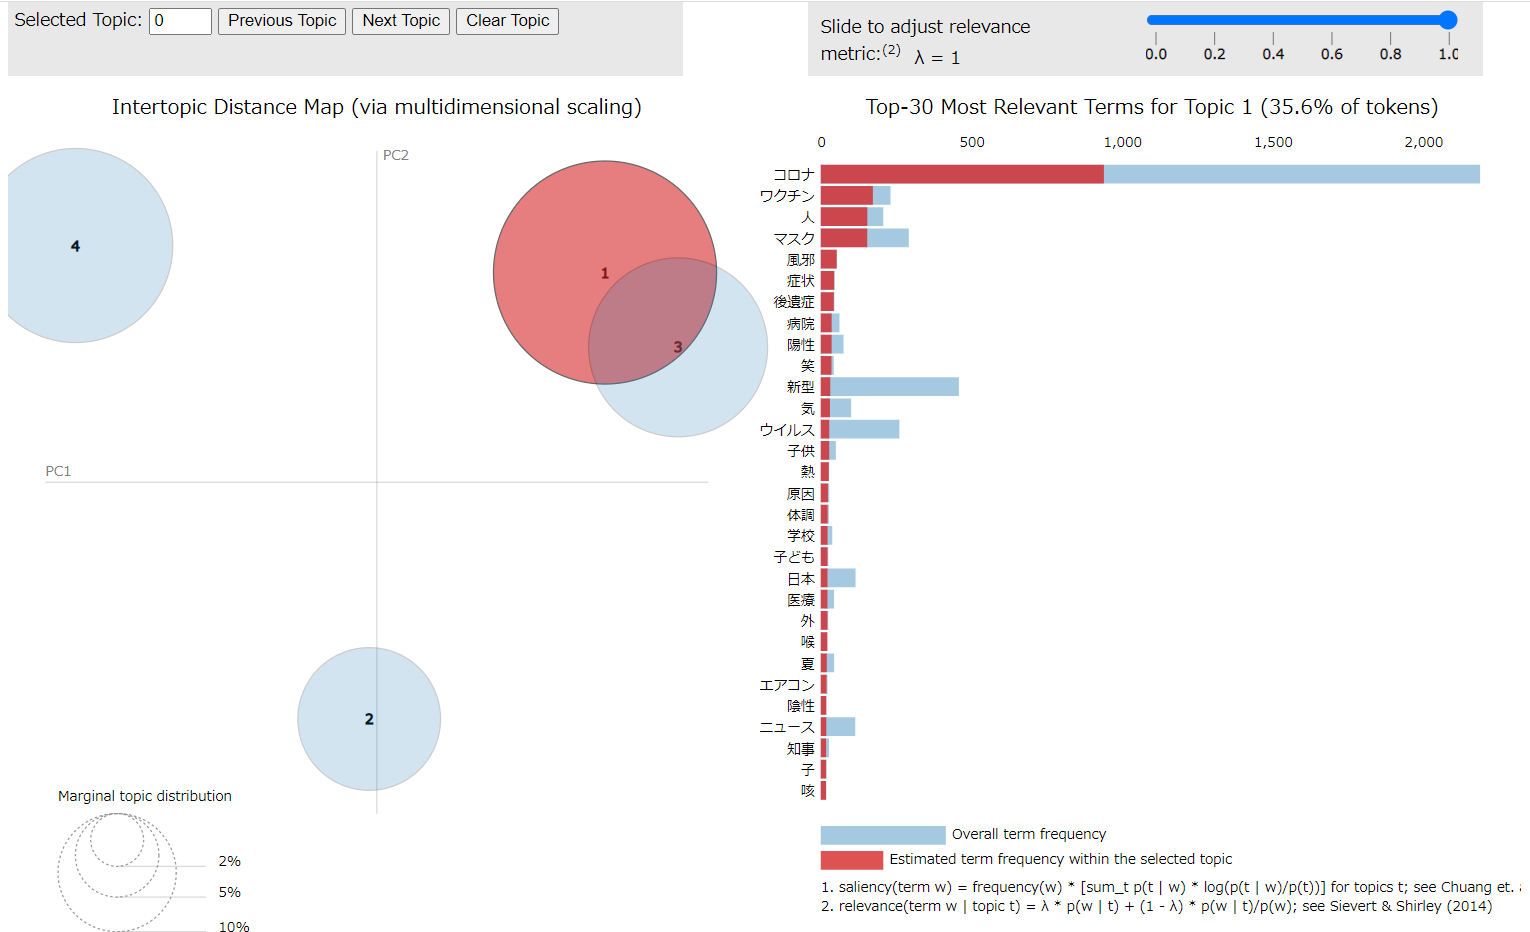 Selected Topic: 0 Previous Topic Next Topic Clear Topic
Slide to adjust relevance
metric:(2) λ = 1
0.0 0.2 0.4 0.6 0.8 1.0
Intertopic Distance Map (via multidimensional scaling)
PC2
PC1
4
1
3
2
Marginal topic distribution
2%
5%
10%
Top-30 Most Relevant Terms for Topic 1 (35.6% of tokens)
0 500 1,000 1,500 2,000
コロナ
ワクチン
人
マスク
風邪
症状
後遺症
病院
陽性
笑
新型
気
ウイルス
子供
熱
原因
体調
学校
子ども
日本
医療
外
喉
夏
エアコン
陰性
ニュース
知事
子
咳
Overall term frequency
Estimated term frequency within the selected topic
1. saliency(term w) = frequency(w) * [sum_t p(t | w) * log(p(t | w)/p(t))] for topics t; see Chuang et.
2. relevance(term w | topic t) = λ * p(w | t) + (1 - λ) * p(w | t)/p(w); see Sievert & Shirley (2014)